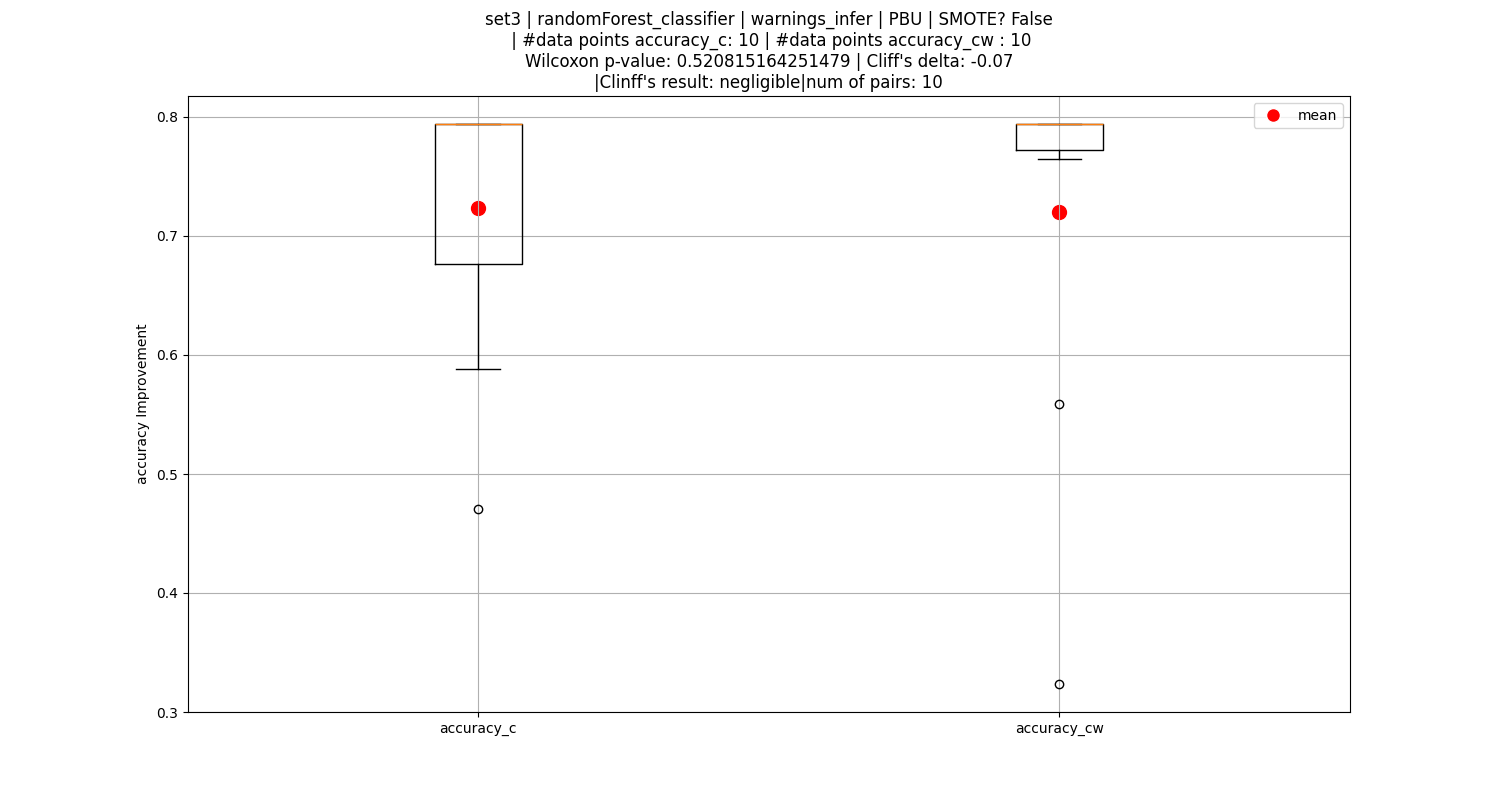 set3 | randomForest_classifier | warnings_infer | PBU | SMOTE? False
| #data points accuracy_c: 10 | #data points accuracy_cw : 10
Wilcoxon p-value: 0.520815164251479 | Cliff's delta: -0.07
|Clinff's result: negligible|num of pairs: 10
mean
0.8
0.7
0.6
0.5
0.4
0.3
accuracy Improvement
accuracy_c
accuracy_cw